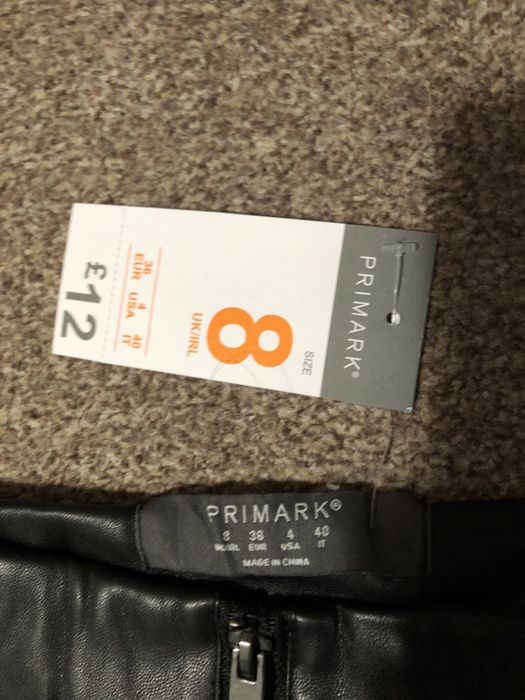 PRIMARK®
SIZE
8
UK/IRL
36 4 40
EUR USA IT
£12
PRIMARK®
8 36 4 40
UK/IRL EUR USA IT
MADE IN CHINA